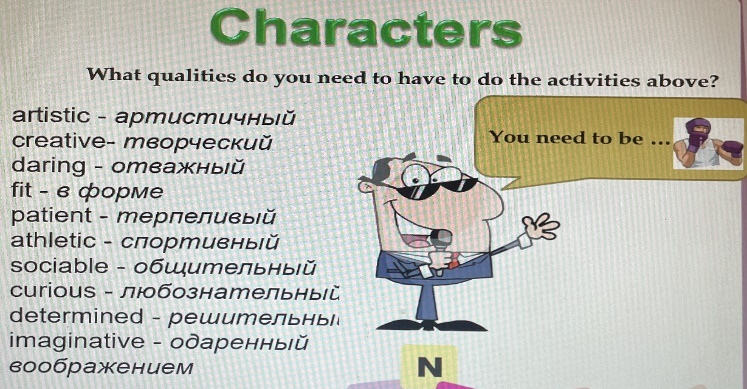 Characters
What qualities do you need to have to do the activities above?
artistic - артистичный
creative- творческий
daring - отважный
fit - в форме
patient - терпеливый
athletic - спортивный
sociable - общительный
curious - любознательный
determined - решительны
imaginative - одаренный
воображением
You need to be ...
N